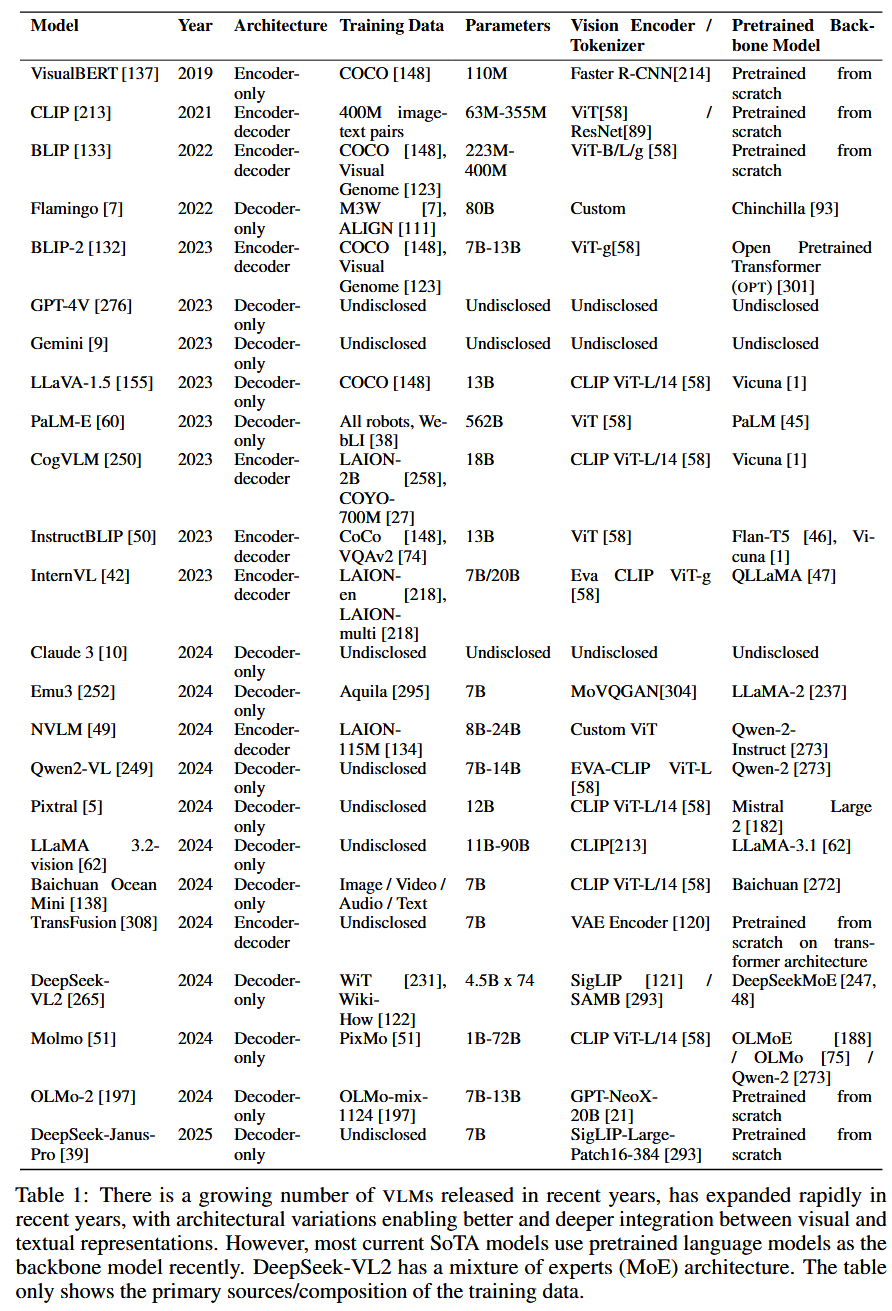 Model Year Architecture Training Data Parameters Vision Encoder / Pretrained Back-
Tokenizer bone Model
VisualBERT [137] 2019 Encoder- COCO [148] 110M Faster R-CNN[214] Pretrained from
only scratch
CLIP [213] 2021 Encoder- 400M image- 63M-355M ViT[58] / Pretrained from
decoder text pairs ResNet[89] scratch
BLIP [133] 2022 Encoder- COCO [148], 223M- ViT-B/L/g [58] Pretrained from
decoder Visual 400M scratch
Genome [123]
Flamingo [7] 2022 Decoder- M3W [7], 80B Custom Chinchilla [93]
only ALIGN [111]
BLIP-2 [132] 2023 Encoder- COCO [148], 7B-13B ViT-g[58] Open Pretrained
decoder Visual Transformer
Genome [123] (OPT) [301]
GPT-4V [276] 2023 Decoder- Undisclosed Undisclosed Undisclosed Undisclosed
only
Gemini [9] 2023 Decoder- Undisclosed Undisclosed Undisclosed Undisclosed
only
LLaVA-1.5 [155] 2023 Decoder- COCO [148] 13B CLIP ViT-L/14 [58] Vicuna [1]
only
PaLM-E [60] 2023 Decoder- All robots, We- 562B ViT [58] PaLM [45]
only bLI [38]
CogVLM [250] 2023 Encoder- LAION- 18B CLIP ViT-L/14 [58] Vicuna [1]
decoder 2B [258],
COYO-
700M [27]
InstructBLIP [50] 2023 Encoder- CoCo [148], 13B ViT [58] Flan-T5 [46], Vi-
decoder VQAv2 [74] cuna [1]
InternVL [42] 2023 Encoder- LAION- 7B/20B Eva CLIP ViT-g QLLaMA [47]
decoder en [218], [58]
LAION-
multi [218]
Claude 3 [10] 2024 Decoder- Undisclosed Undisclosed Undisclosed Undisclosed
only
Emu3 [252] 2024 Decoder- Aquila [295] 7B MoVQGAN[304] LLaMA-2 [237]
only
NVLM [49] 2024 Encoder- LAION- 8B-24B Custom ViT Qwen-2-
decoder 115M [134] Instruct [273]
Qwen2-VL [249] 2024 Decoder- Undisclosed 7B-14B EVA-CLIP ViT-L Qwen-2 [273]
only [58]
Pixtral [5] 2024 Decoder- Undisclosed 12B CLIP ViT-L/14 [58] Mistral Large
only 2 [182]
LLaMA 3.2- 2024 Decoder- Undisclosed 11B-90B CLIP[213] LLaMA-3.1 [62]
vision [62] only
Baichuan Ocean 2024 Decoder- Image / Video / 7B CLIP ViT-L/14 [58] Baichuan [272]
Mini [138] only Audio / Text
TransFusion [308] 2024 Encoder- Undisclosed 7B VAE Encoder [120] Pretrained from
decoder scratch on trans-
former architecture
DeepSeek- 2024 Decoder- WiT [231], 4.5B x 74 SigLIP [121] / DeepSeekMoE [247,
VL2 [265] only Wiki- SAMB [293] 48]
How [122]
Molmo [51] 2024 Decoder- PixMo [51] 1B-72B CLIP ViT-L/14 [58] OLMoE [188]
only / OLMo [75] /
Qwen-2 [273]
OLMo-2 [197] 2024 Decoder- OLMo-mix- 7B-13B GPT-NeoX- Pretrained from
only 1124 [197] 20B [21] scratch
DeepSeek-Janus- 2025 Decoder- Undisclosed 7B SigLIP-Large- Pretrained from
Pro [39] only Patch16-384 [293] scratch
Table 1: There is a growing number of VLMs released in recent years, has expanded rapidly in
recent years, with architectural variations enabling better and deeper integration between visual and
textual representations. However, most current SoTA models use pretrained language models as the
backbone model recently. DeepSeek-VL2 has a mixture of experts (MoE) architecture. The table
only shows the primary sources/composition of the training data.